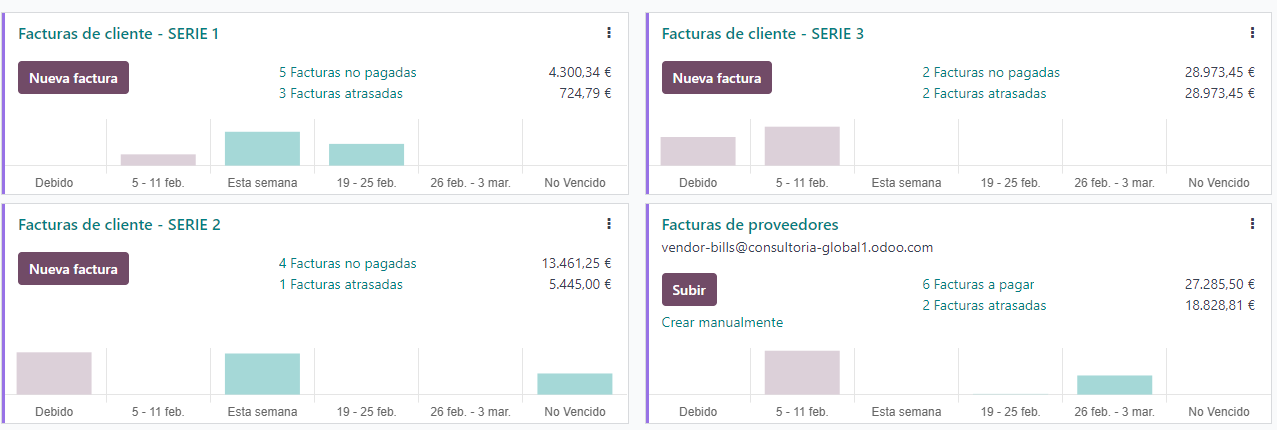 Facturas de cliente - SERIE 1
Nueva factura
5 Facturas no pagadas 4.300,34 €
3 Facturas atrasadas 724,79 €
Debido 5 - 11 feb. Esta semana 19 - 25 feb. 26 feb. - 3 mar. No Vencido
Facturas de cliente - SERIE 3
Nueva factura
2 Facturas no pagadas 28.973,45 €
2 Facturas atrasadas 28.973,45 €
Debido 5 - 11 feb. Esta semana 19 - 25 feb. 26 feb. - 3 mar. No Vencido
Facturas de cliente - SERIE 2
Nueva factura
4 Facturas no pagadas 13.461,25 €
1 Facturas atrasadas 5.445,00 €
Debido 5 - 11 feb. Esta semana 19 - 25 feb. 26 feb. - 3 mar. No Vencido
Facturas de proveedores
vendor-bills@consultoria-global1.odoo.com
Subir
6 Facturas a pagar 27.285,50 €
2 Facturas atrasadas 18.828,81 €
Crear manualmente
Debido 5 - 11 feb. Esta semana 19 - 25 feb. 26 feb. - 3 mar. No Vencido